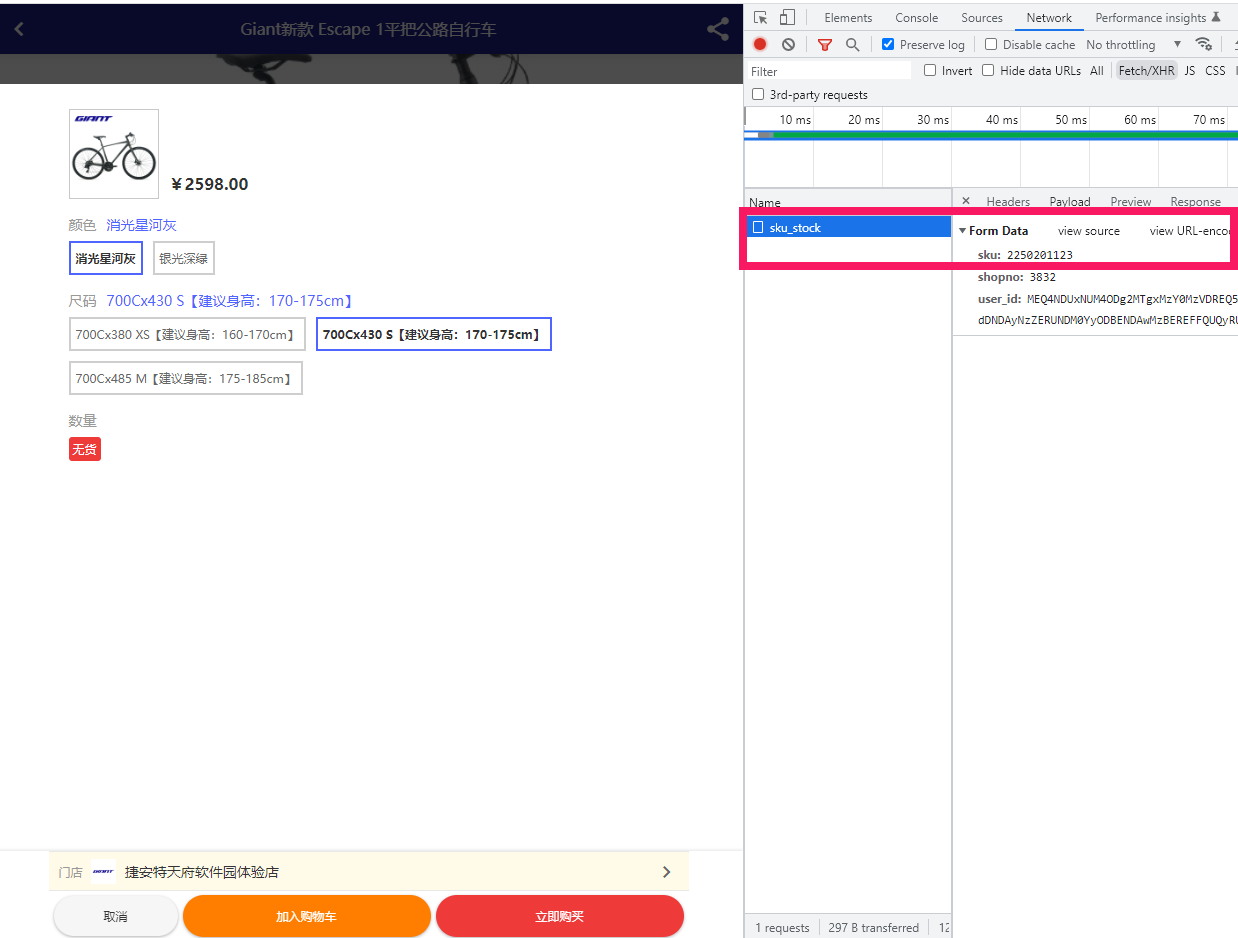 Giant新款 Escape 1平把公路自行车
GIANT
￥2598.00
颜色 消光星河灰
消光星河灰 银光深绿
尺码 700Cx430 S【建议身高：170-175cm】
700Cx380 XS【建议身高：160-170cm】 700Cx430 S【建议身高：170-175cm】
700Cx485 M【建议身高：175-185cm】
数量
无货
门店 GIANT 捷安特天府软件园体验店
取消 加入购物车 立即购买
Elements Console Sources Network Performance insights
Preserve log Disable cache No throttling
Filter Invert Hide data URLs All Fetch/XHR JS CSS
3rd-party requests
10 ms 20 ms 30 ms 40 ms 50 ms 60 ms 70 ms
Name Headers Payload Preview Response
sku_stock Form Data view source view URL-enco
sku: 2250201123
shopno: 3832
user_id: MEQ4NDUxNUM4ODg2MTgxMzY0MzVDREQ5
dDNDAyNzZERUNDM0YyODBENDAwMzBEREFFQUQyRU
1 requests 297 B transferred 12